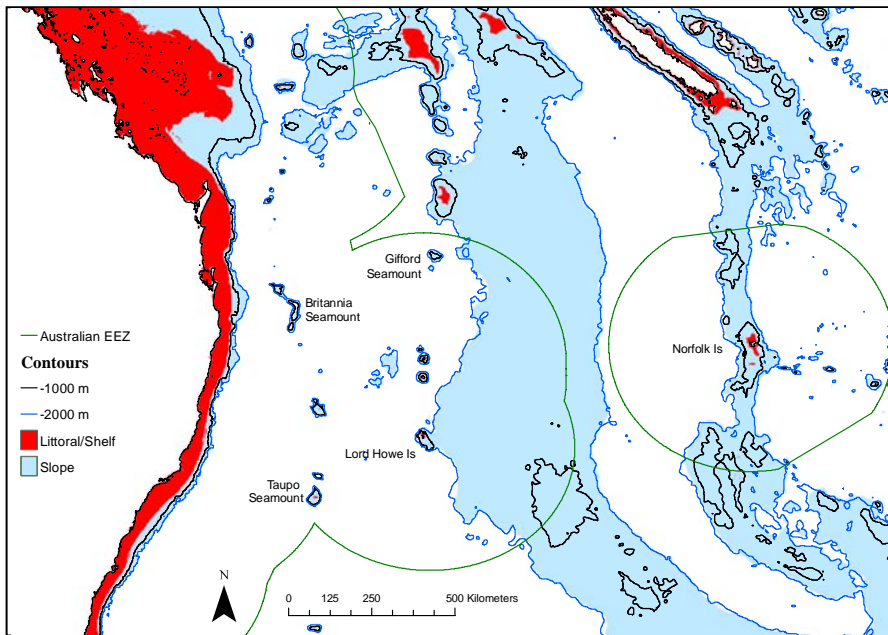 Gifford
Seamount
Britannia
Seamount
Norfolk Is
Lord Howe Is
Taupo
Seamount
Australian EEZ
Contours
-1000 m
-2000 m
Littoral/Shelf
Slope
N
0 125 250 500 Kilometers